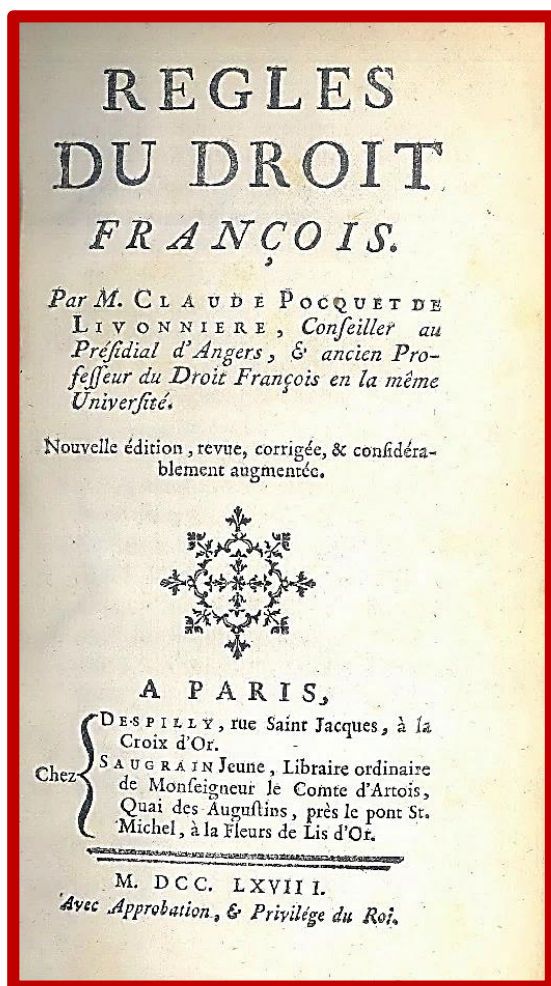 REGLES
DU DROIT
FRANÇOIS.
Par M. CLAUDE POCQUET DE
LIVONNIERE, Conſeiller au
Préſidial d'Angers, & ancien Pro-
feſſeur du Droit François en la même
Univerſité.
Nouvelle édition, revue, corrigée, & conſidéra-
blement augmentée.
A PARIS,
Chez
DESPILLY, rue Saint Jacques, à la
Croix d'Or.
SAUGRAIN Jeune, Libraire ordinaire
de Monſeigneur le Comte d'Artois,
Quai des Auguſtins, près le pont St.
Michel, à la Fleurs de Lis d'Or.
M. DCC. LXVIII.
Avec Approbation, & Privilége du Roi.